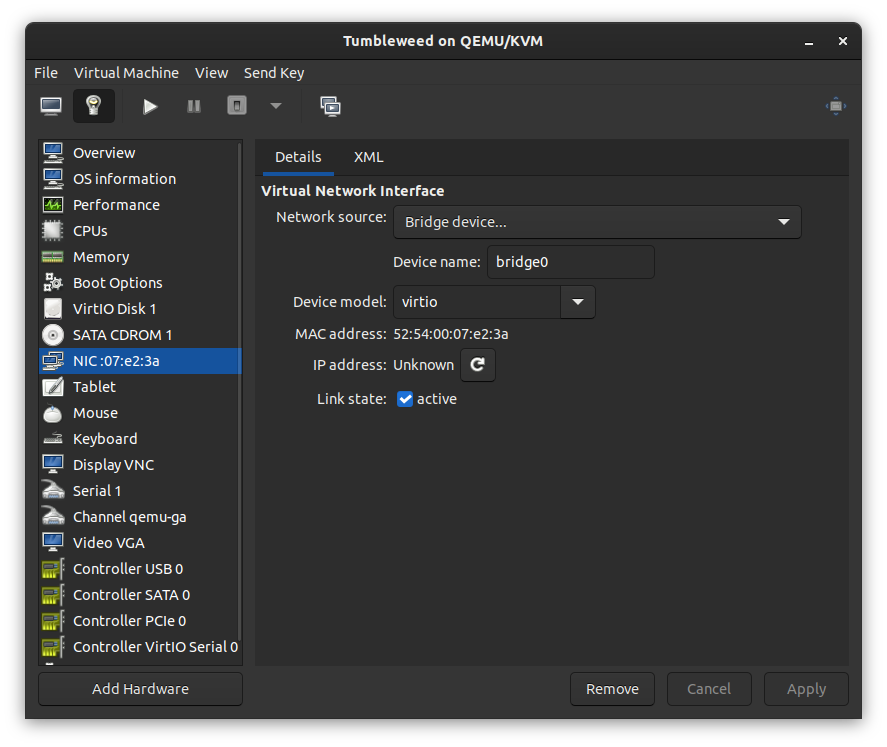 Tumbleweed on QEMU/KVM
File Virtual Machine View Send Key
Overview
OS information
Performance
CPUs
Memory
Boot Options
VirtIO Disk 1
SATA CDROM 1
NIC :07:e2:3a
Tablet
Mouse
Keyboard
Display VNC
Serial 1
Channel qemu-ga
Video VGA
Controller USB 0
Controller SATA 0
Controller PCIe 0
Controller VirtIO Serial 0
Add Hardware
Details XML
Virtual Network Interface
Network source: Bridge device...
Device name: bridge0
Device model: virtio
MAC address: 52:54:00:07:e2:3a
IP address: Unknown
Link state: active
Remove Cancel Apply